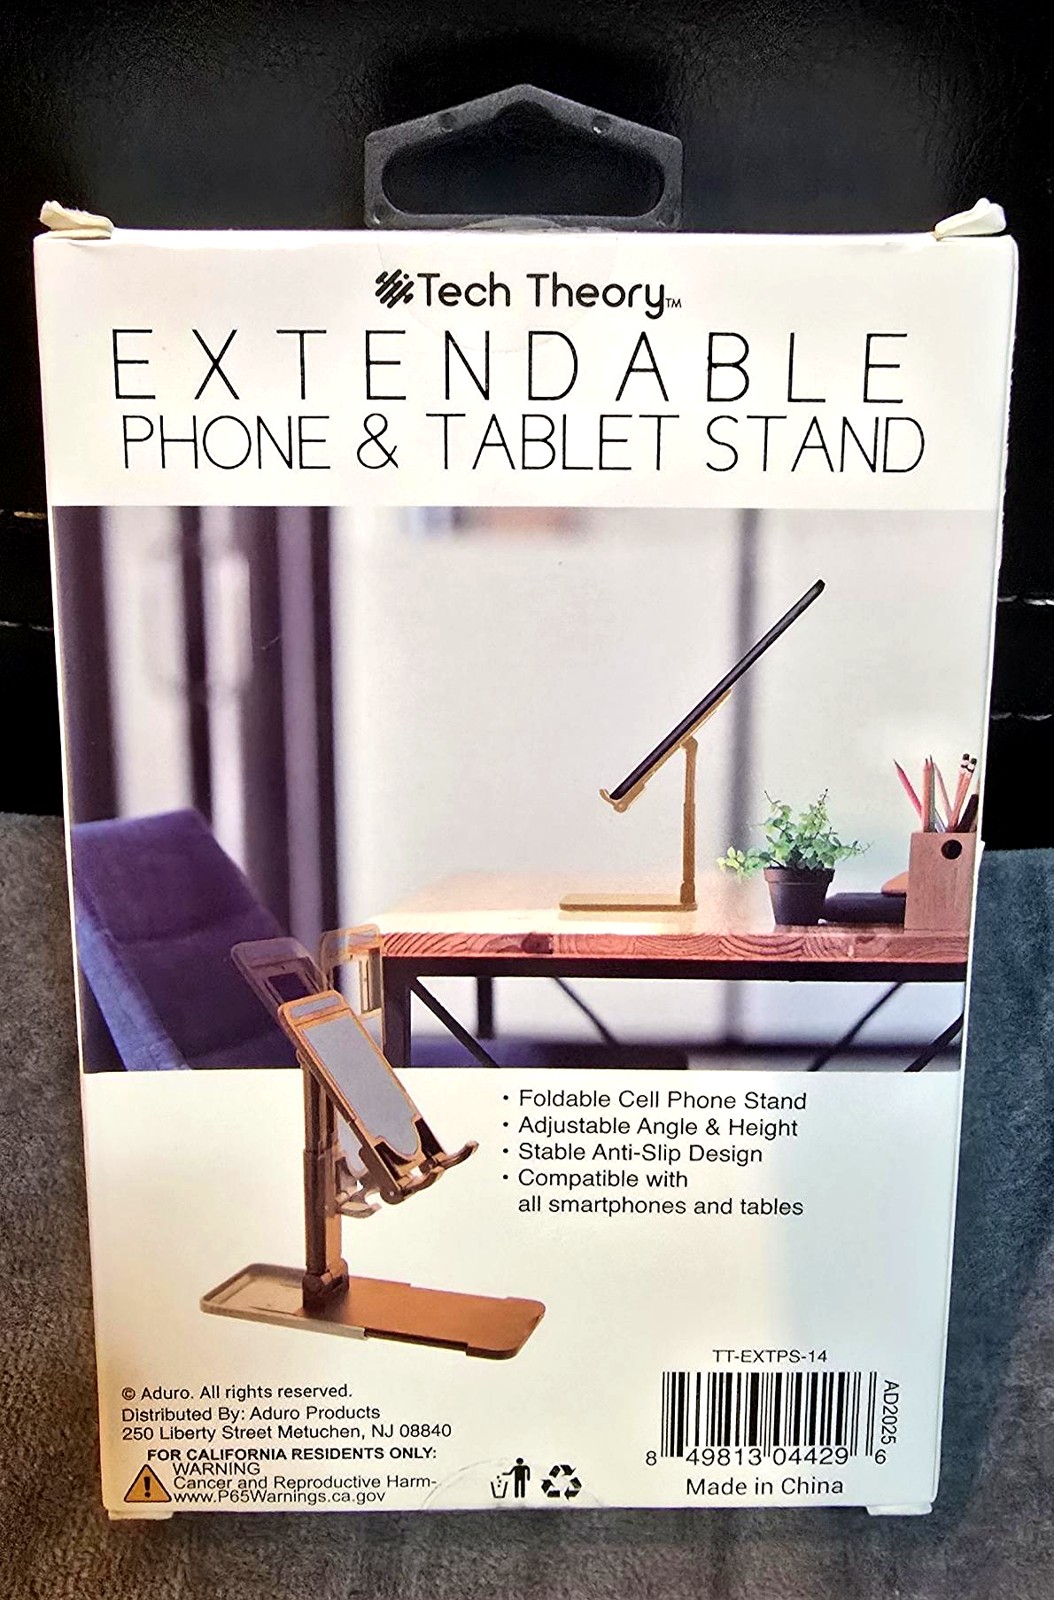 Tech Theory™
EXTENDABLE
PHONE & TABLET STAND
• Foldable Cell Phone Stand
• Adjustable Angle & Height
• Stable Anti-Slip Design
• Compatible with
all smartphones and tables
TT-EXTPS-14
AD2025
8 49813 04429 6
Made in China
© Aduro. All rights reserved.
Distributed By: Aduro Products
250 Liberty Street Metuchen, NJ 08840
FOR CALIFORNIA RESIDENTS ONLY:
WARNING
Cancer and Reproductive Harm-
www.P65Warnings.ca.gov